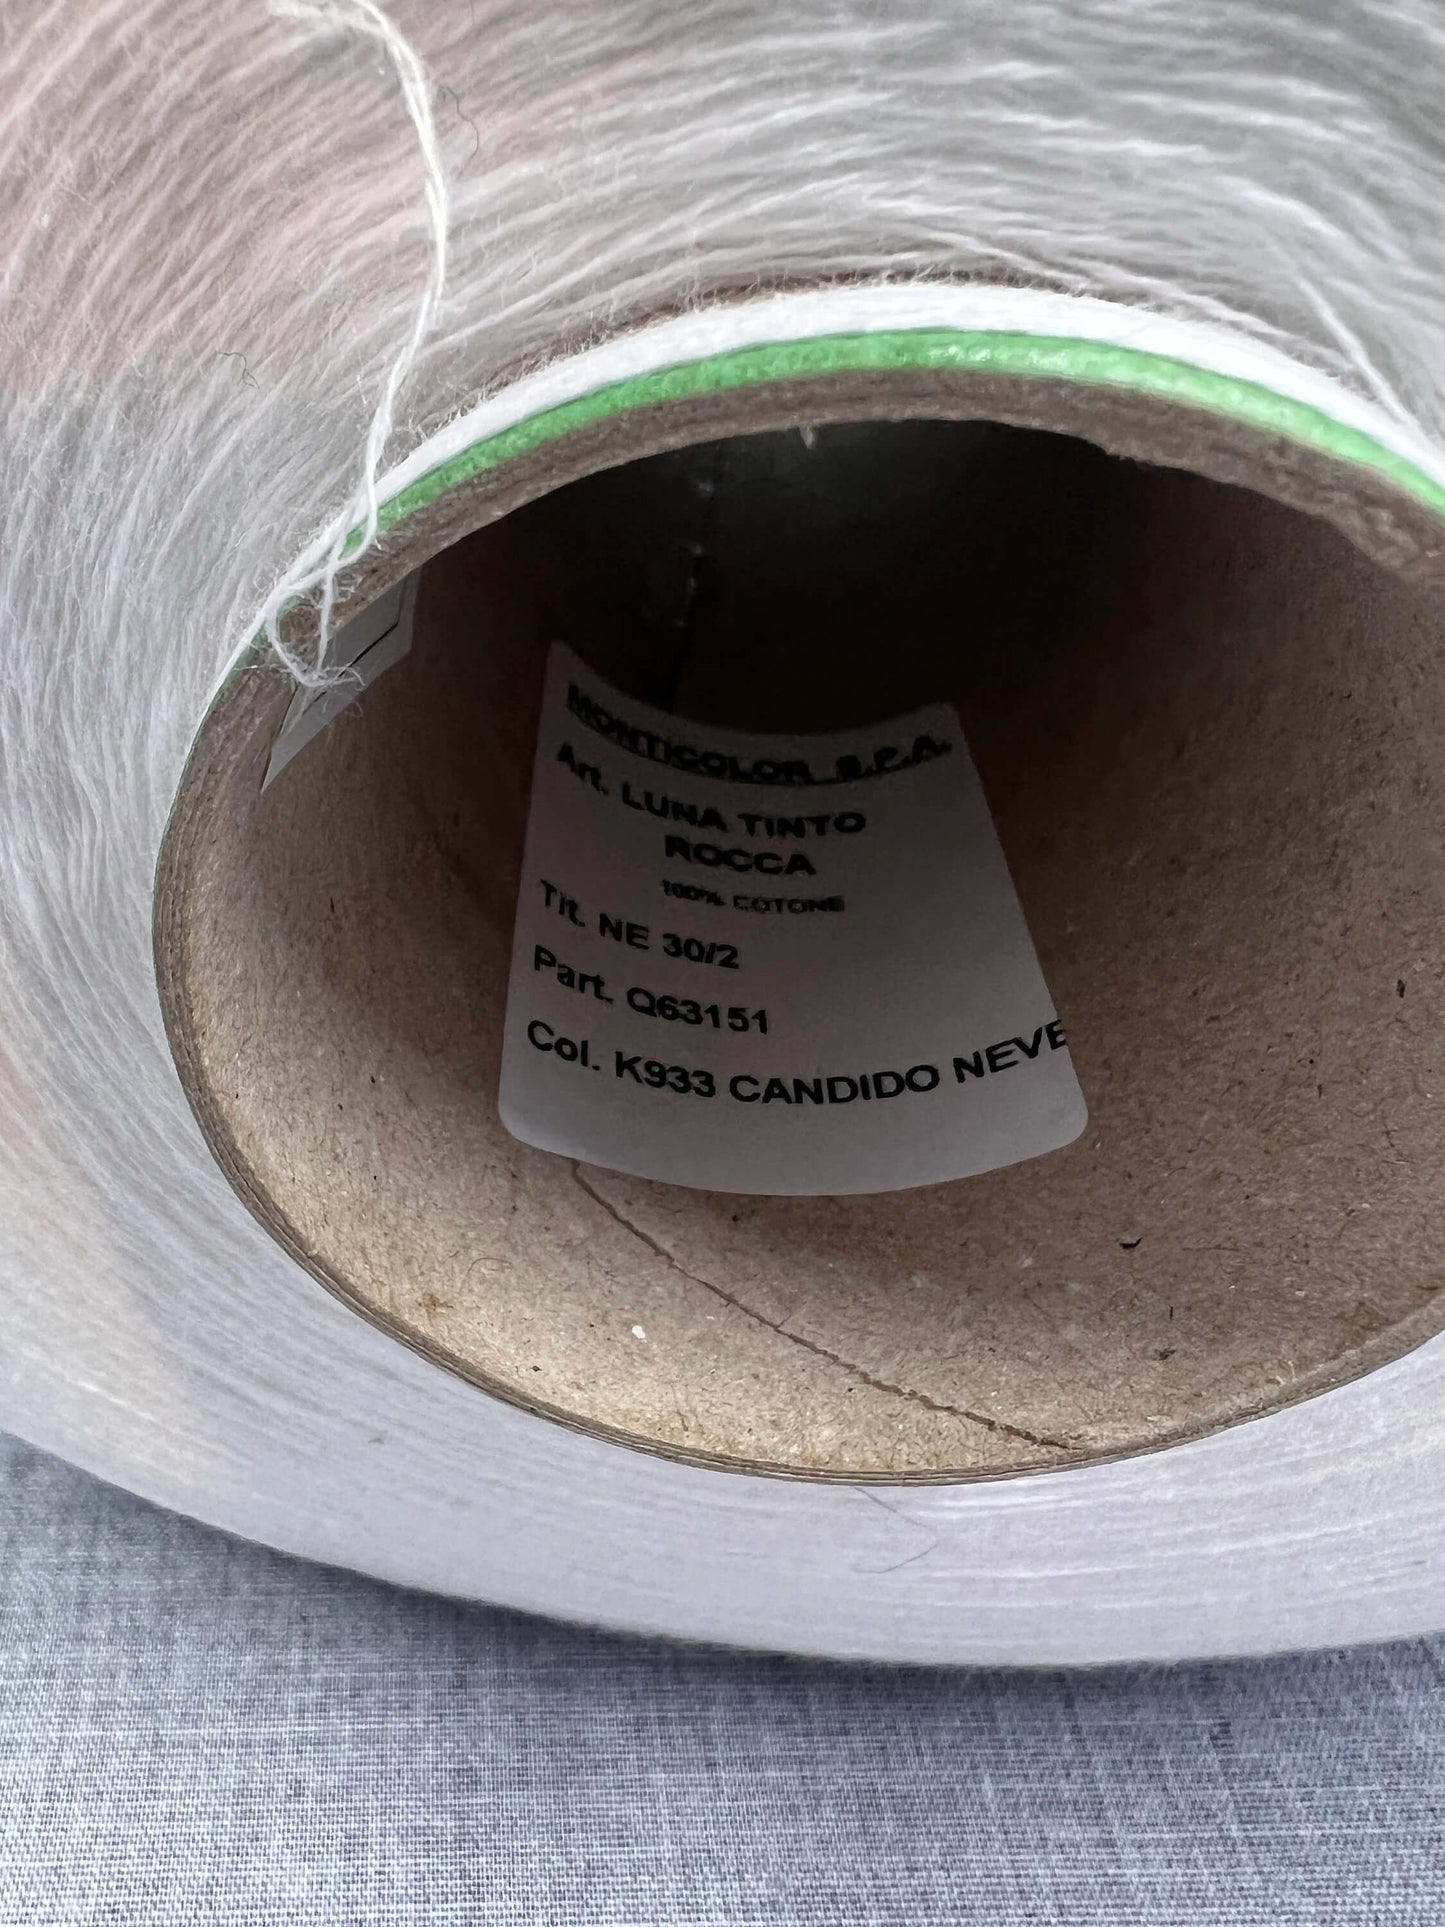 MONTICOLOR S.P.A.
Art. LUNA TINTO
ROCCA
100% COTONE
Tit. NE 30/2
Part. Q63151
Col. K933 CANDIDO NEVE